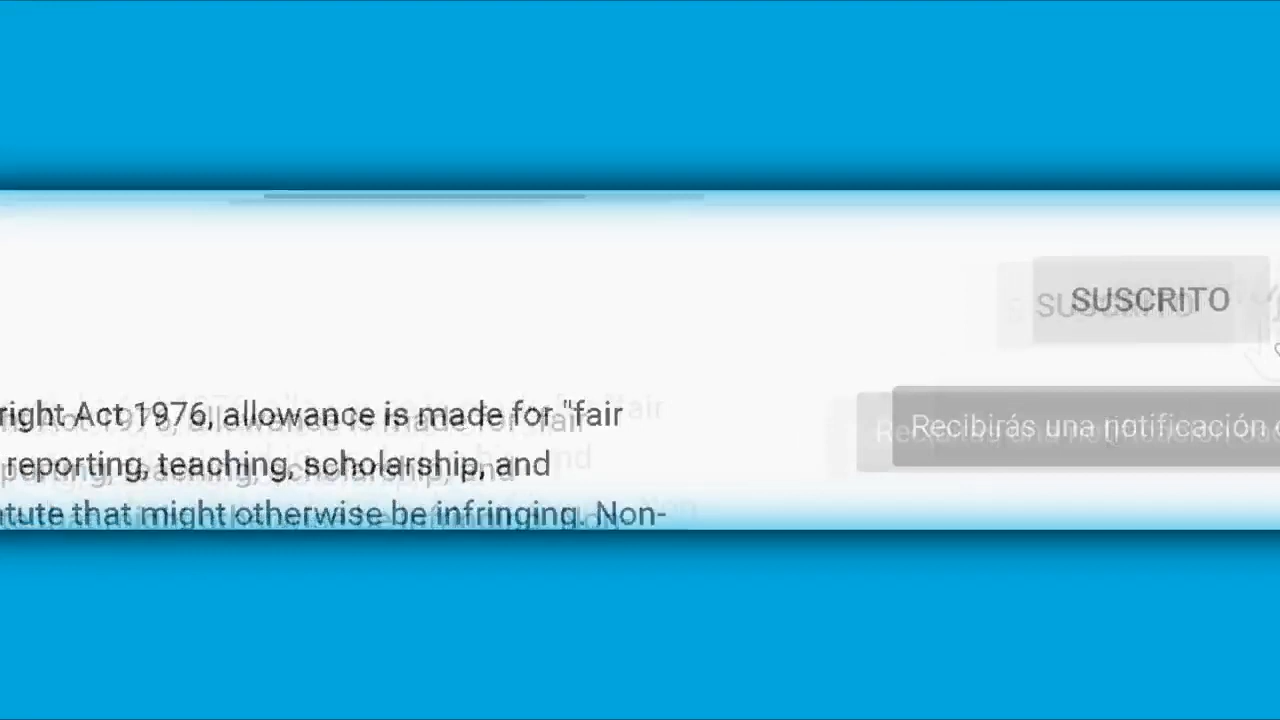 SUSCRITO
right Act 1976, allowance is made for "fair
Recibirás una notificación
reporting, teaching, scholarship, and
that might otherwise be infringing. Non-